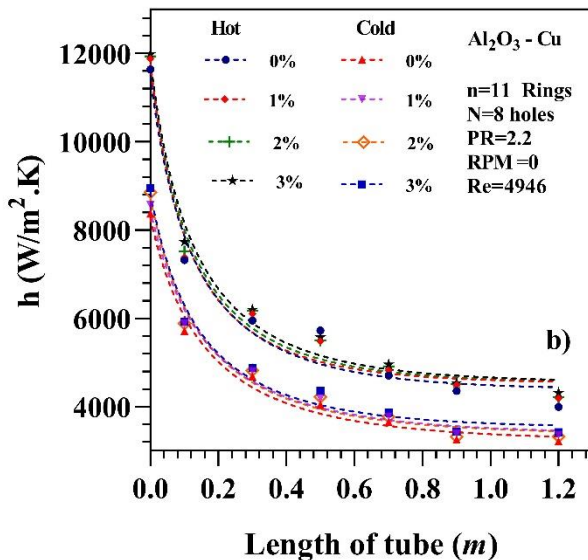 Hot Cold Al₂O₃ - Cu
0% 0%
1% 1% n=11 Rings
N=8 holes
2% 2% PR=2.2
RPM =0
3% 3% Re=4946
b)
h (W/m².K)
12000
10000
8000
6000
4000
0.0 0.2 0.4 0.6 0.8 1.0 1.2
Length of tube (m)